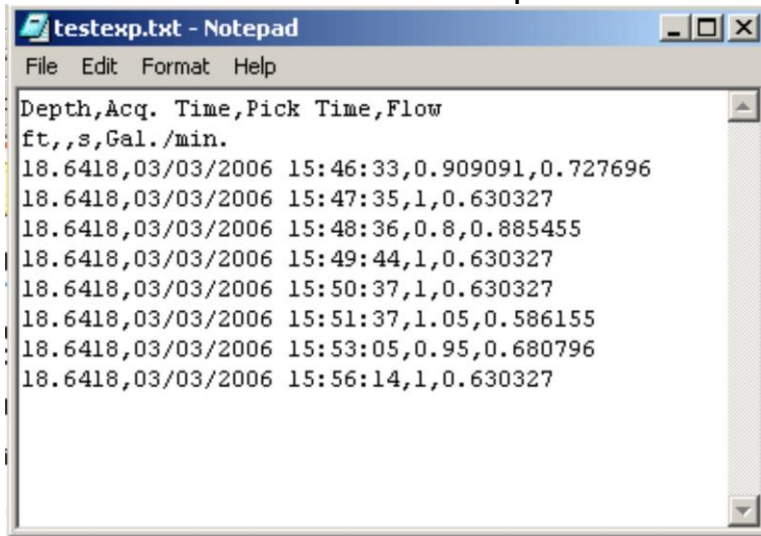 testexp.txt - Notepad
File Edit Format Help
Depth,Acq. Time,Pick Time,Flow
ft,,s,Gal./min.
18.6418,03/03/2006 15:46:33,0.909091,0.727696
18.6418,03/03/2006 15:47:35,1,0.630327
18.6418,03/03/2006 15:48:36,0.8,0.885455
18.6418,03/03/2006 15:49:44,1,0.630327
18.6418,03/03/2006 15:50:37,1,0.630327
18.6418,03/03/2006 15:51:37,1.05,0.586155
18.6418,03/03/2006 15:53:05,0.95,0.680796
18.6418,03/03/2006 15:56:14,1,0.630327